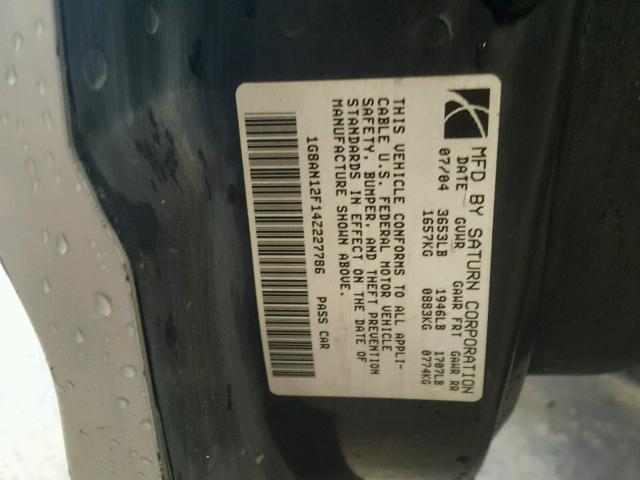 MFD BY SATURN CORPORATION
DATE GVWR GAWR FRT GAWR RR
07/04 3653LB 1946LB 1707LB
1657KG 0883KG 0774KG
THIS VEHICLE CONFORMS TO ALL APPLI-
CABLE U.S. FEDERAL MOTOR VEHICLE
SAFETY, BUMPER, AND THEFT PREVENTION
STANDARDS IN EFFECT ON THE DATE OF
MANUFACTURE SHOWN ABOVE.
1G8AN12F14Z227786 PASS CAR